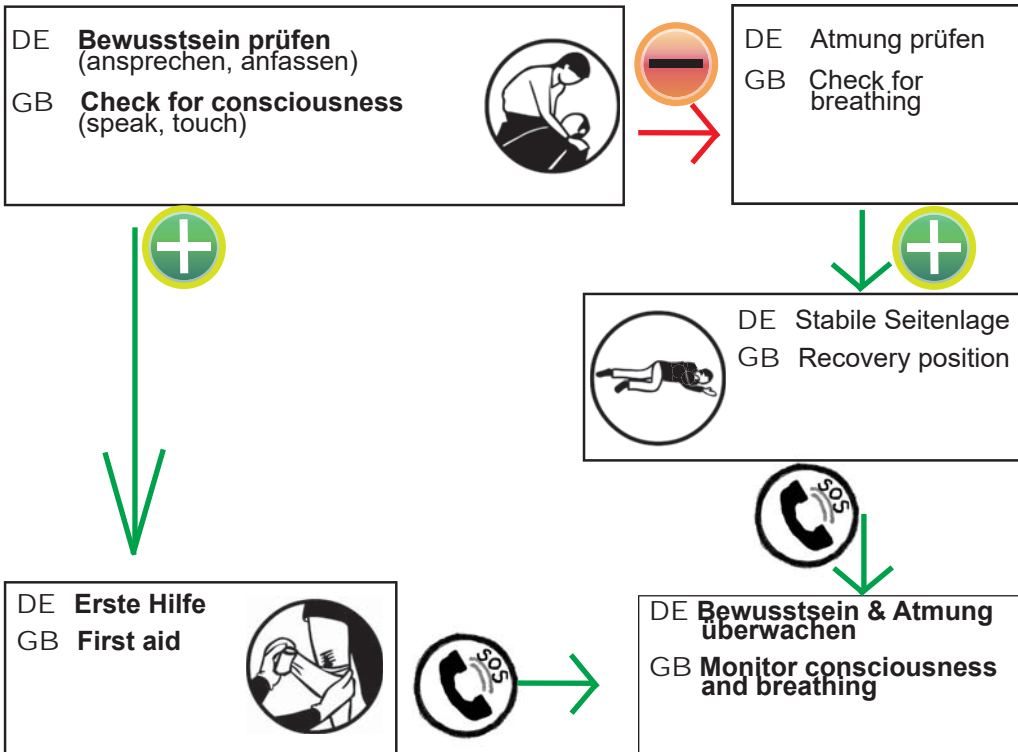 DE Bewusstsein prüfen
(ansprechen, anfassen)
GB Check for consciousness
(speak, touch)
DE Atmung prüfen
GB Check for
breathing
DE Stabile Seitenlage
GB Recovery position
SOS
DE Erste Hilfe
GB First aid
SOS
DE Bewusstsein & Atmung
überwachen
GB Monitor consciousness
and breathing